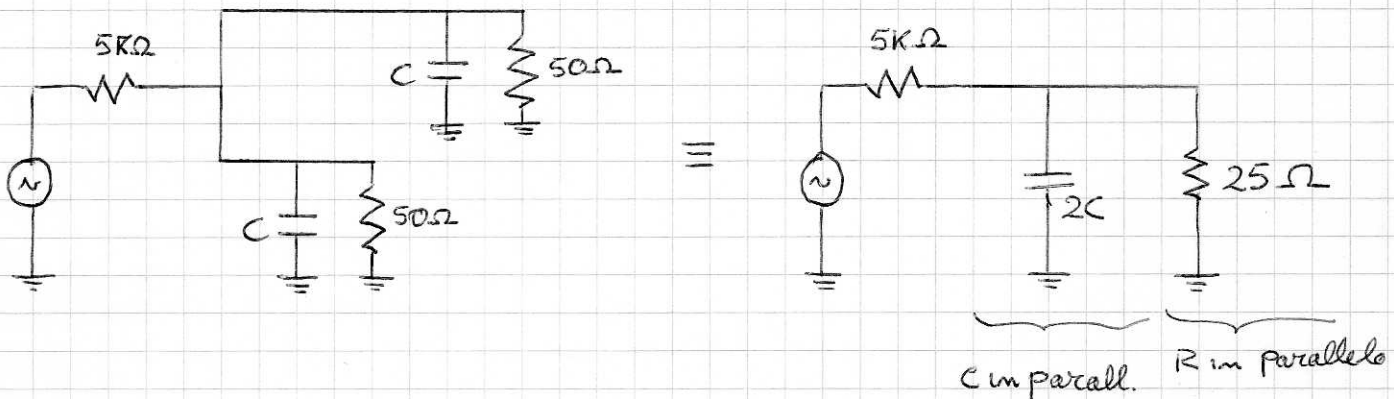 5KΩ
C
50Ω
C
50Ω
≡
5KΩ
2C
25Ω
C in parall.
R in parallelo